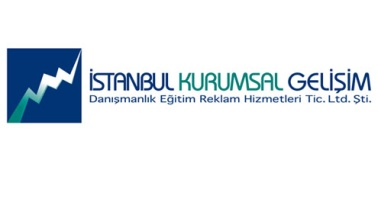 İSTANBUL KURUMSAL GELİŞİM
Danışmanlık Eğitim Reklam Hizmetleri Tic. Ltd. Şti.